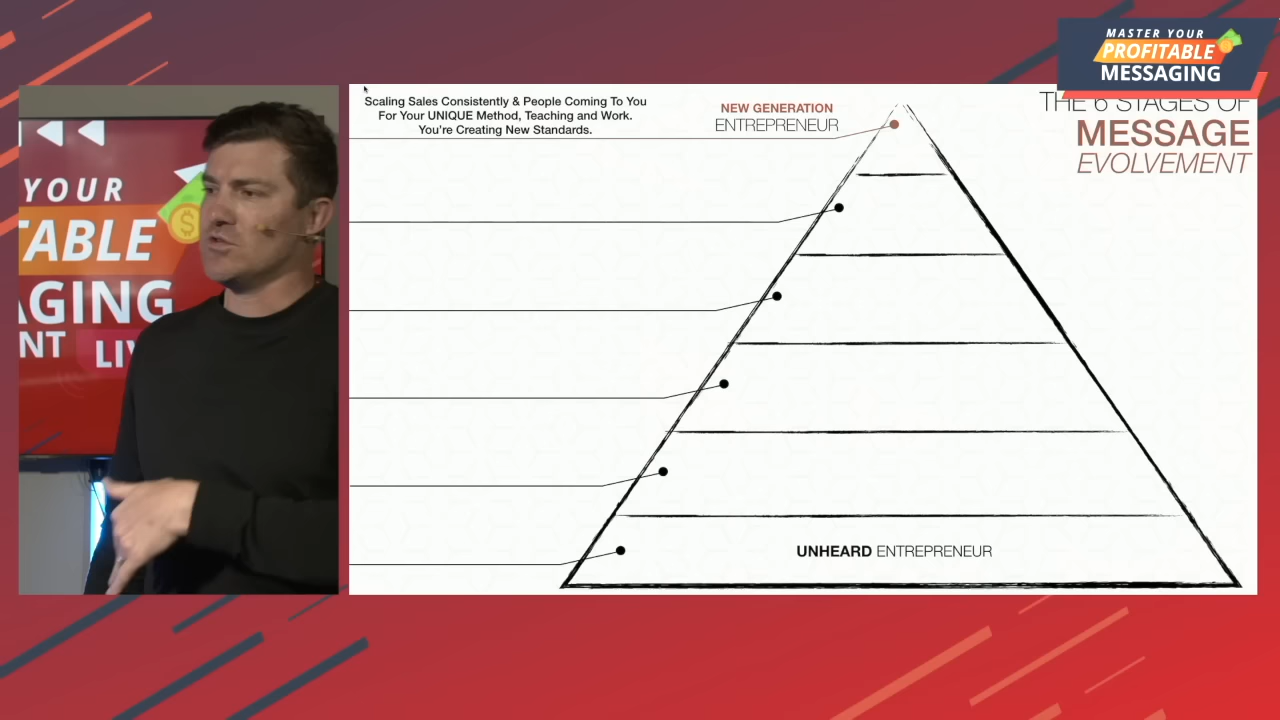 MASTER YOUR
PROFITABLE
MESSAGING
THE 6 STAGES OF
MESSAGE
EVOLVEMENT
Scaling Sales Consistently & People Coming To You
For Your UNIQUE Method, Teaching and Work.
You're Creating New Standards.
NEW GENERATION
ENTREPRENEUR
UNHEARD ENTREPRENEUR
YOUR
TABLE
AGING
NT LIV